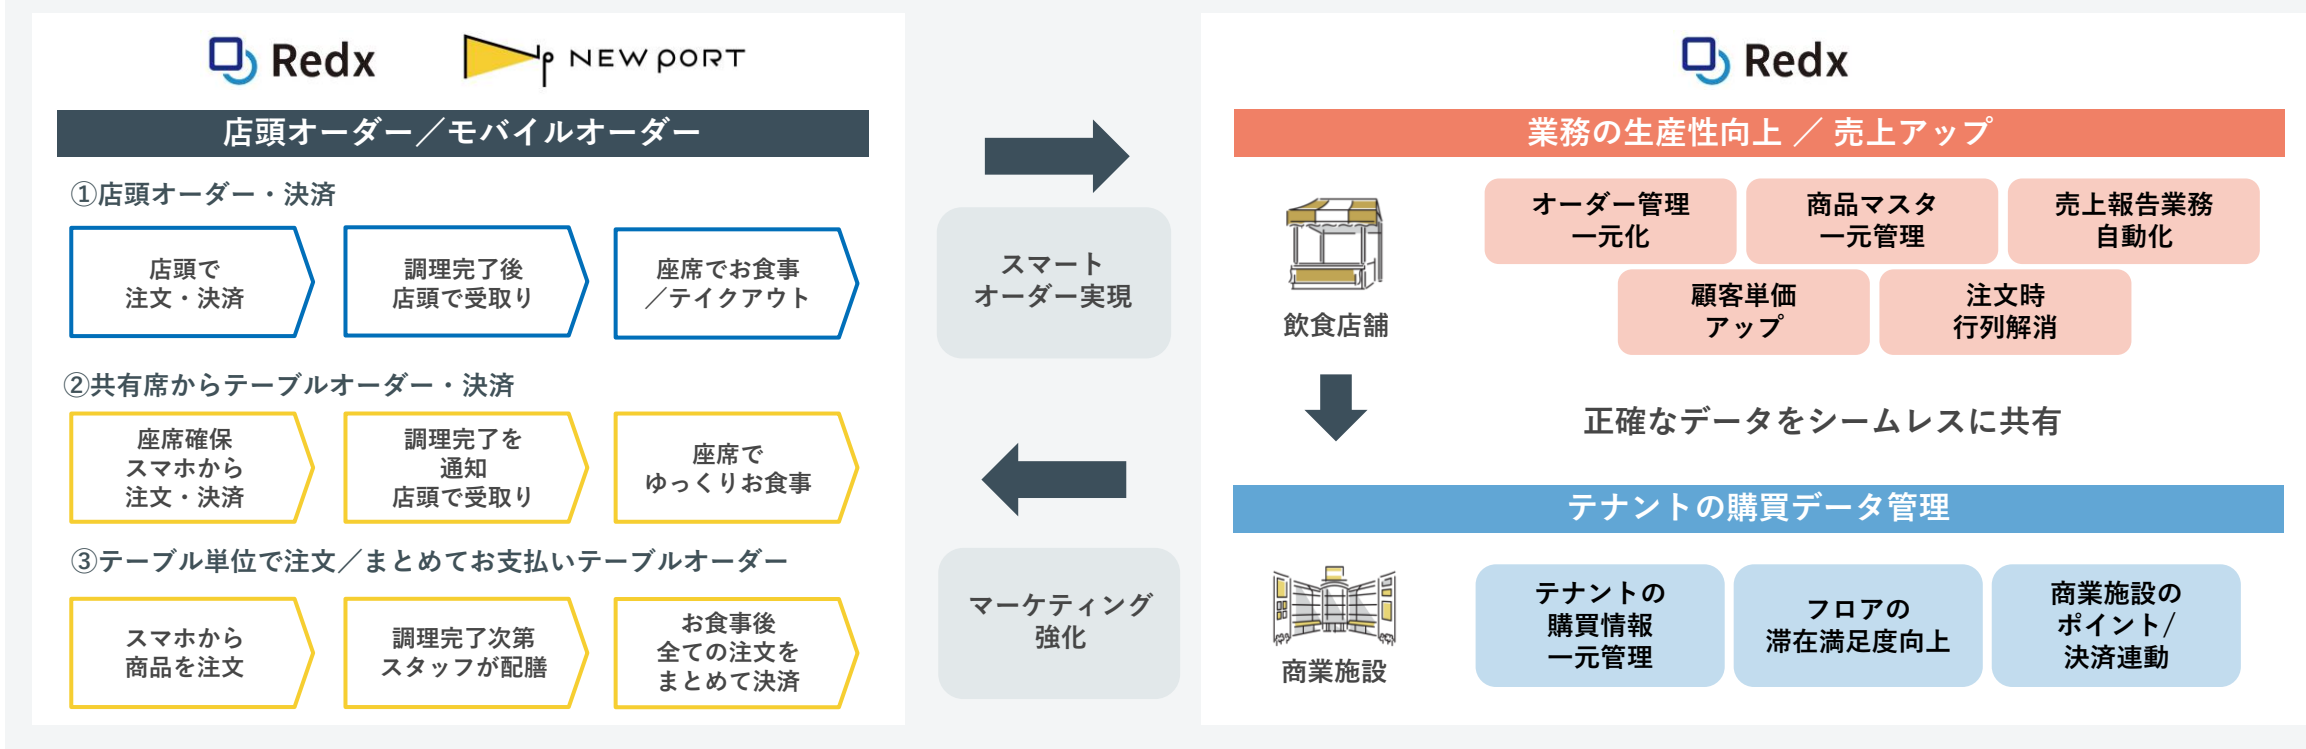 Redx
NEW PORT
店頭オーダー／モバイルオーダー
①店頭オーダー・決済
店頭で
注文・決済
調理完了後
店頭で受取り
座席でお食事
／テイクアウト
②共有席からテーブルオーダー・決済
座席確保
スマホから
注文・決済
調理完了を
通知
店頭で受取り
座席で
ゆっくりお食事
③テーブル単位で注文／まとめてお支払いテーブルオーダー
スマホから
商品を注文
調理完了次第
スタッフが配膳
お食事後
全ての注文を
まとめて決済
スマート
オーダー実現
マーケティング
強化
Redx
業務の生産性向上 ／ 売上アップ
飲食店舗
オーダー管理
一元化
商品マスタ
一元管理
売上報告業務
自動化
顧客単価
アップ
注文時
行列解消
正確なデータをシームレスに共有
テナントの購買データ管理
商業施設
テナントの
購買情報
一元管理
フロアの
滞在満足度向上
商業施設の
ポイント/
決済連動